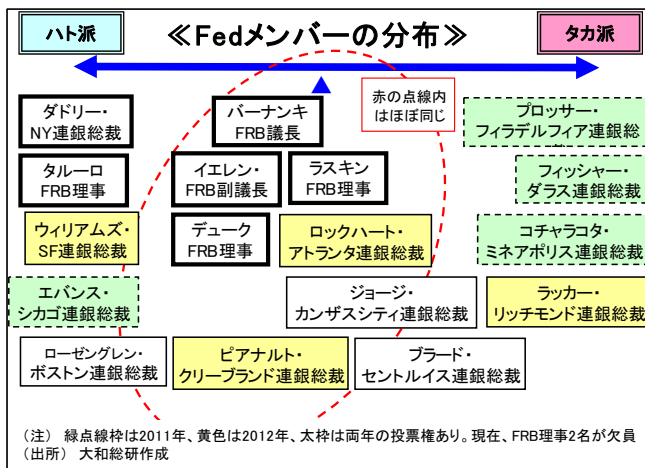 ハト派
≪Fedメンバーの分布≫
タカ派
赤の点線内
はほぼ同じ
ダドリー・
NY連銀総裁
バーナンキ
FRB議長
プロッサー・
フィラデルフィア連銀総
タルーロ
FRB理事
イエレン・
FRB副議長
ラスキン
FRB理事
フィッシャー・
ダラス連銀総裁
ウィリアムズ・
SF連銀総裁
デューク
FRB理事
ロックハート・
アトランタ連銀総裁
コチャラコタ・
ミネアポリス連銀総裁
エバンス・
シカゴ連銀総裁
ジョージ・
カンザスシティ連銀総裁
ラッカー・
リッチモンド連銀総裁
ローゼングレン・
ボストン連銀総裁
ピアナルト・
クリーブランド連銀総裁
ブラード・
セントルイス連銀総裁
（注） 緑点線枠は2011年、黄色は2012年、太枠は両年の投票権あり。現在、FRB理事2名が欠員
（出所） 大和総研作成